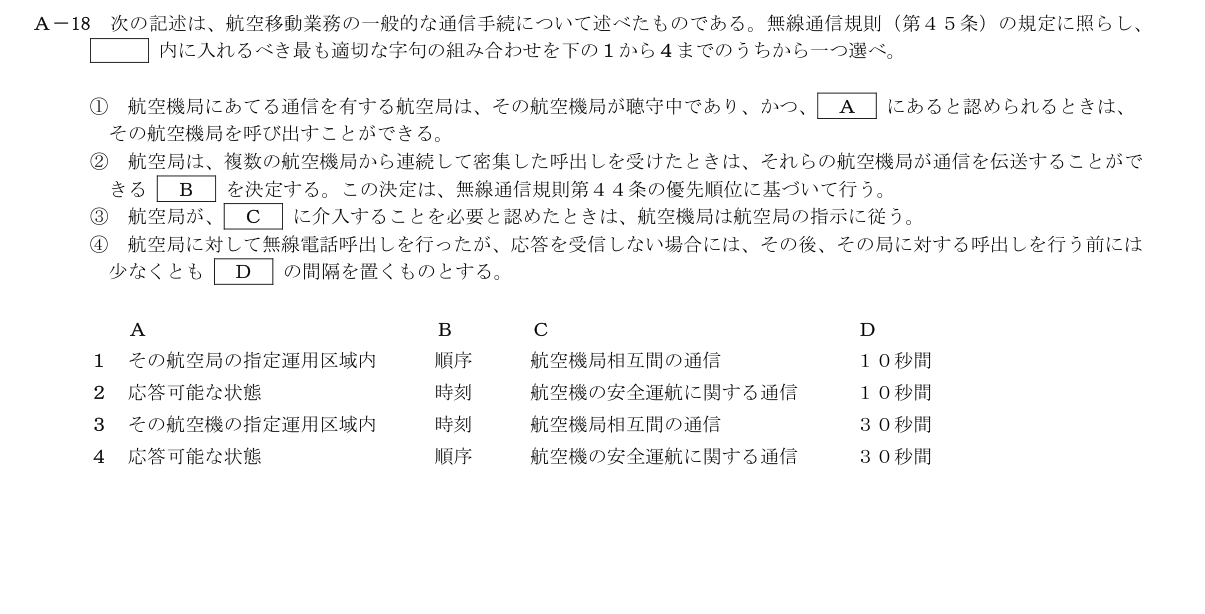 A－18　次の記述は、航空移動業務の一般的な通信手続について述べたものである。無線通信規則（第４５条）の規定に照らし、
内に入れるべき最も適切な字句の組み合わせを下の１から４までのうちから一つ選べ。
①　航空機局にあてる通信を有する航空局は、その航空機局が聴守中であり、かつ、 A にあると認められるときは、
その航空機局を呼び出すことができる。
②　航空局は、複数の航空機局から連続して密集した呼出しを受けたときは、それらの航空機局が通信を伝送することがで
きる B を決定する。この決定は、無線通信規則第４４条の優先順位に基づいて行う。
③　航空局が、 C に介入することを必要と認めたときは、航空機局は航空局の指示に従う。
④　航空局に対して無線電話呼出しを行ったが、応答を受信しない場合には、その後、その局に対する呼出しを行う前には
少なくとも D の間隔を置くものとする。
A　B　C　D
1　その航空局の指定運用区域内　順序　航空機局相互間の通信　１０秒間
2　応答可能な状態　時刻　航空機の安全運航に関する通信　１０秒間
3　その航空機の指定運用区域内　時刻　航空機局相互間の通信　３０秒間
4　応答可能な状態　順序　航空機の安全運航に関する通信　３０秒間